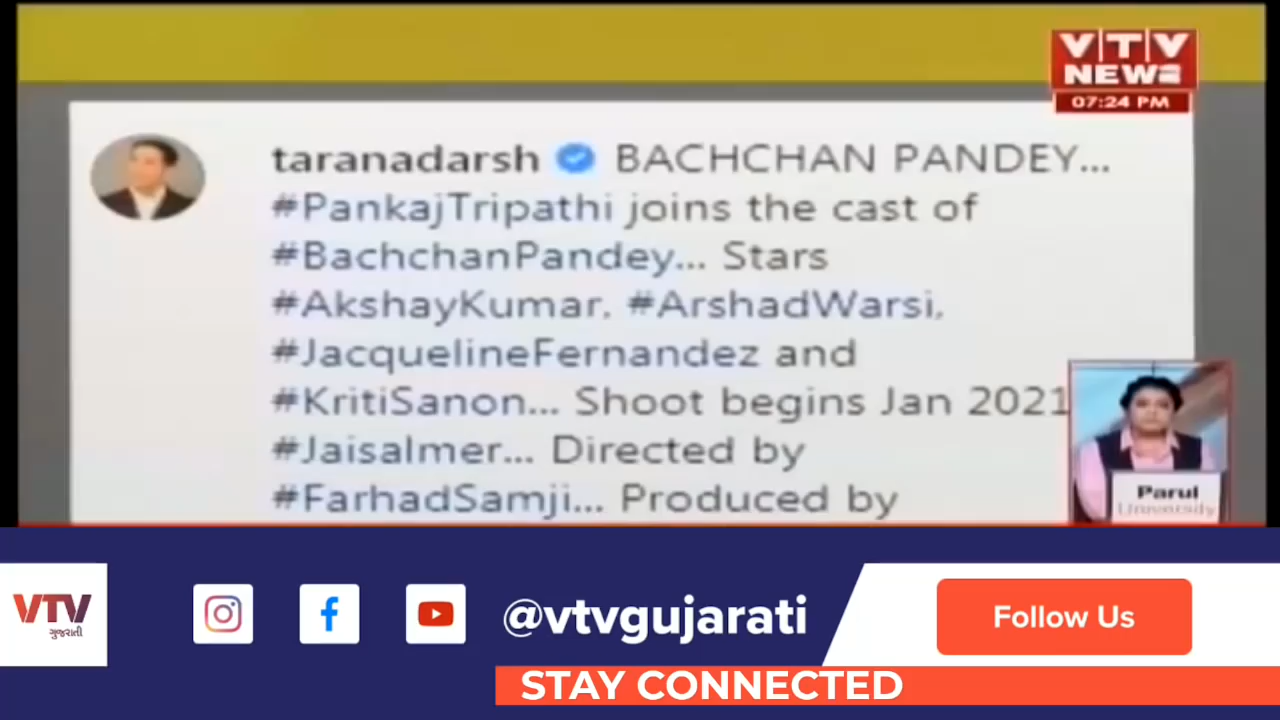 VTV
NEWS
07:24 PM
taranadarsh BACHCHAN PANDEY...
#PankajTripathi joins the cast of
#BachchanPandey... Stars
#AkshayKumar, #ArshadWarsi,
#JacquelineFernandez and
#KritiSanon... Shoot begins Jan 2021
#Jaisalmer... Directed by
#FarhadSamji... Produced by
Parul
University
VTV
ગુજરાતી
@vtvgujarati
Follow Us
STAY CONNECTED